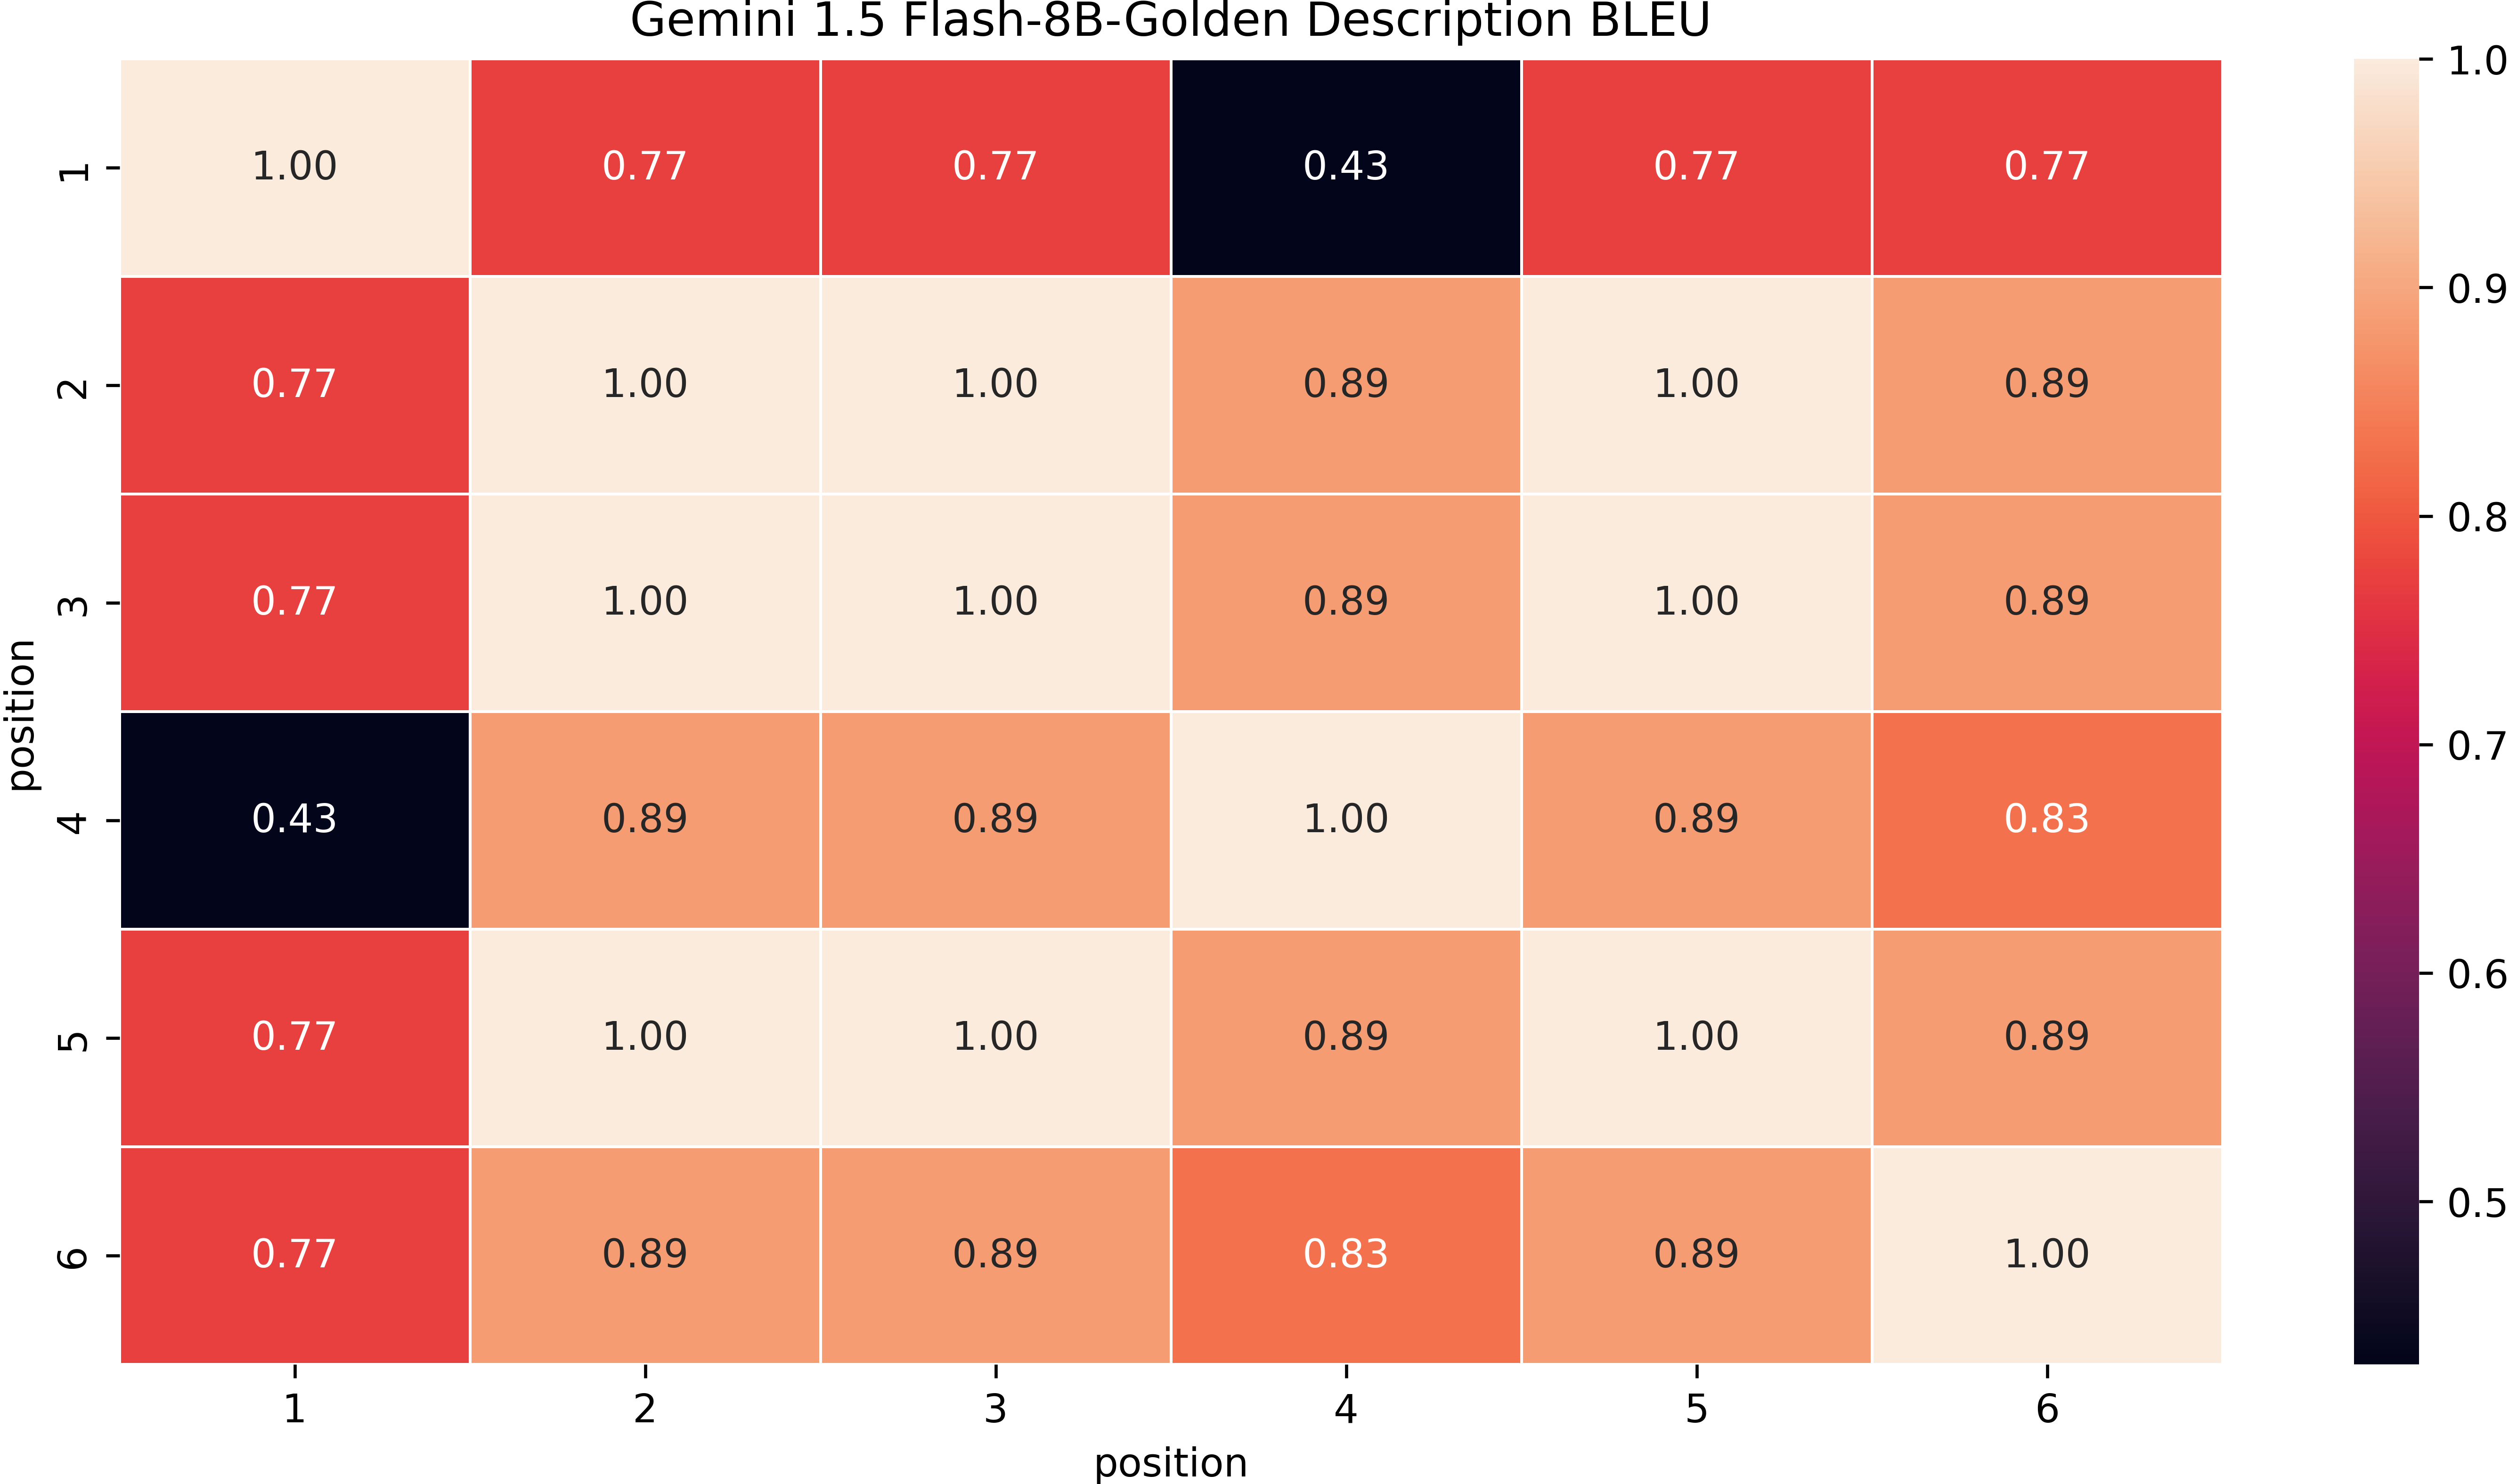 Gemini 1.5 Flash-8B-Golden Description BLEU
1.0
1 1.00 0.77 0.77 0.43 0.77 0.77
0.9
2 0.77 1.00 1.00 0.89 1.00 0.89
0.8
3 0.77 1.00 1.00 0.89 1.00 0.89
position
0.7
4 0.43 0.89 0.89 1.00 0.89 0.83
0.6
5 0.77 1.00 1.00 0.89 1.00 0.89
0.5
6 0.77 0.89 0.89 0.83 0.89 1.00
1 2 3 4 5 6
position